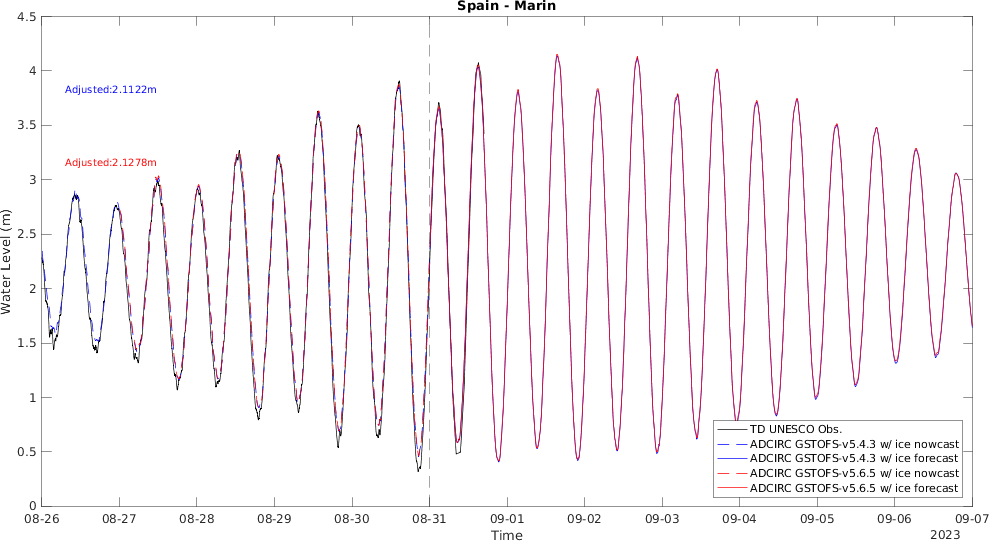 Spain - Marin
4.5
4
3.5
3
2.5
2
1.5
1
0.5
0
Water Level (m)
Adjusted:2.1122m
Adjusted:2.1278m
TD UNESCO Obs.
ADCIRC GSTOFS-v5.4.3 w/ ice nowcast
ADCIRC GSTOFS-v5.4.3 w/ ice forecast
ADCIRC GSTOFS-v5.6.5 w/ ice nowcast
ADCIRC GSTOFS-v5.6.5 w/ ice forecast
08-26 08-27 08-28 08-29 08-30 08-31 09-01 09-02 09-03 09-04 09-05 09-06 09-07
Time
2023